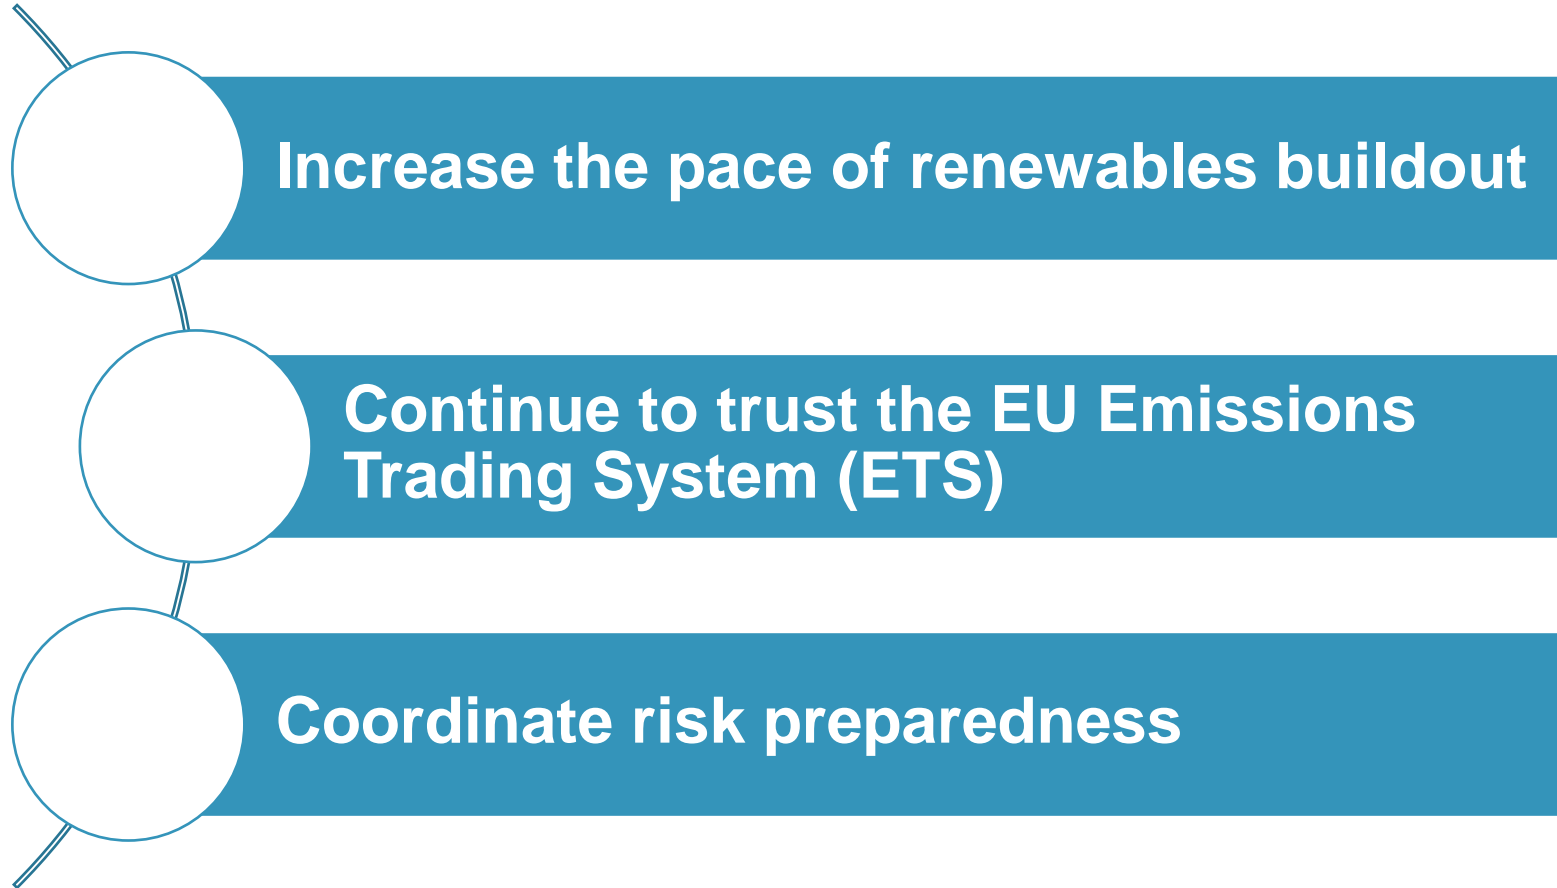 Increase the pace of renewables buildout
Continue to trust the EU Emissions
Trading System (ETS)
Coordinate risk preparedness